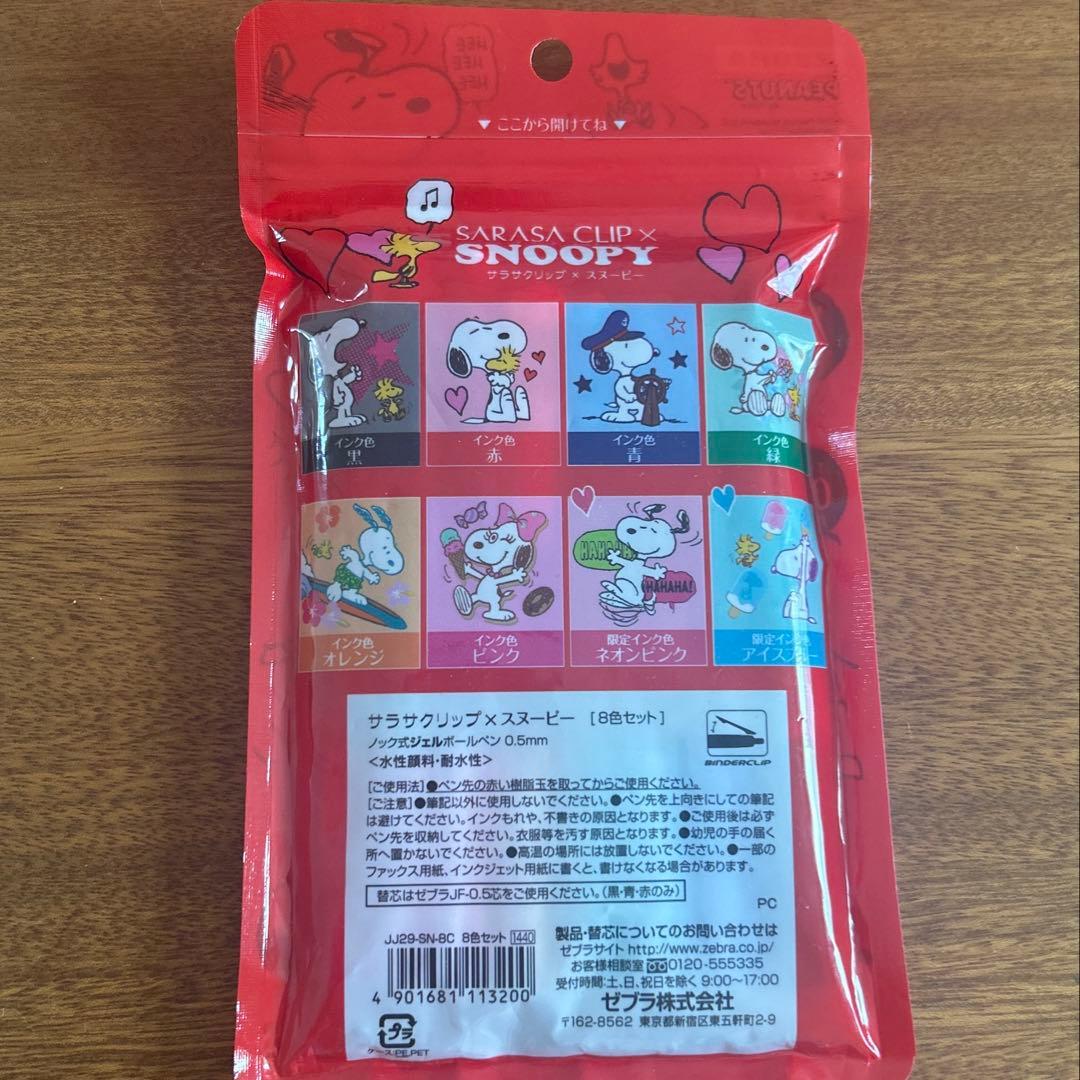 HEE
HEE
HEE
PEANUTS
▼ ここから開けてね ▼
SARASA CLIP×
SNOOPY
サラサクリップ × スヌーピー
インク色
黒
インク色
赤
インク色
青
インク色
緑
HAHAHA!
HAHAHA!
インク色
オレンジ
インク色
ピンク
限定インク色
ネオンピンク
限定インク色
アイスブルー
サラサクリップ×スヌーピー [8色セット]
ノック式ジェルボールペン 0.5mm
<水性顔料・耐水性>
BINDERCLIP
[ご使用法]●ペン先の赤い樹脂玉を取ってからご使用ください。
[ご注意]●筆記以外に使用しないでください。●ペン先を上向きにしての筆記
は避けてください。インクもれや、不書きの原因となります。●ご使用後は必ず
ペン先を収納してください。衣服等を汚す原因となります。●幼児の手の届く
所へ置かないでください。●高温の場所には放置しないでください。●一部の
ファックス用紙、インクジェット用紙に書くと、書けなくなる場合があります。
替芯はゼブラJF-0.5芯をご使用ください。(黒・青・赤のみ)
PC
JJ29-SN-8C 8色セット 1440
4 901681 113200
製品・替芯についてのお問い合わせは
ゼブラサイト http://www.zebra.co.jp/
お客様相談室 0120-555335
受付時間:土、日、祝日を除く 9:00〜17:00
ゼブラ株式会社
〒162-8562 東京都新宿区東五軒町2-9
プラ
ケース:PE,PET